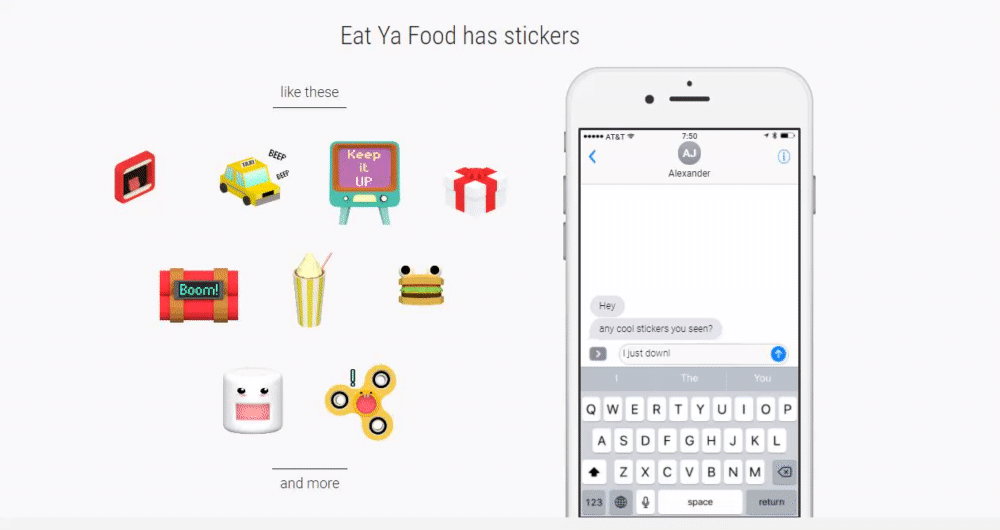 Eat Ya Food has stickers
like these
BEEP
BEEP
TAXI
Keep
it
UP
Boom!
!
and more
AT&T 7:50
AJ
Alexander
Hey
any cool stickers you seen?
I just downl
I The You
Q W E R T Y U I O P
A S D F G H J K L
Z X C V B N M
123 space return